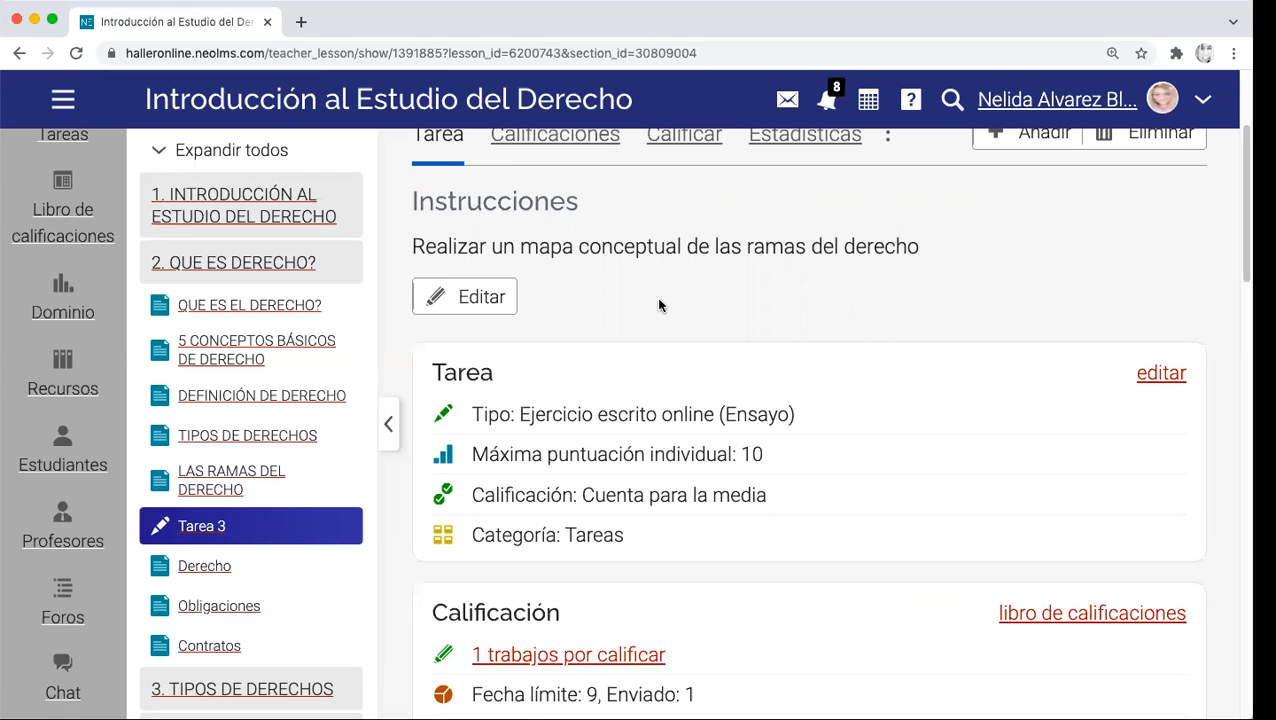 Introducción al Estudio del Der
halleronline.neolms.com/teacher_lesson/show/1391885?lesson_id=6200743&section_id=30809004
Introducción al Estudio del Derecho
8
Nelida Alvarez Bl...
Tareas
Libro de
calificaciones
Dominio
Recursos
Estudiantes
Profesores
Foros
Chat
Expandir todos
1. INTRODUCCIÓN AL
ESTUDIO DEL DERECHO
2. QUE ES DERECHO?
QUE ES EL DERECHO?
5 CONCEPTOS BÁSICOS
DE DERECHO
DEFINICIÓN DE DERECHO
TIPOS DE DERECHOS
LAS RAMAS DEL
DERECHO
Tarea 3
Derecho
Obligaciones
Contratos
3. TIPOS DE DERECHOS
Tarea
Calificaciones
Calificar
Estadísticas
Añadir
Eliminar
Instrucciones
Realizar un mapa conceptual de las ramas del derecho
Editar
Tarea
editar
Tipo: Ejercicio escrito online (Ensayo)
Máxima puntuación individual: 10
Calificación: Cuenta para la media
Categoría: Tareas
Calificación
libro de calificaciones
1 trabajos por calificar
Fecha límite: 9, Enviado: 1